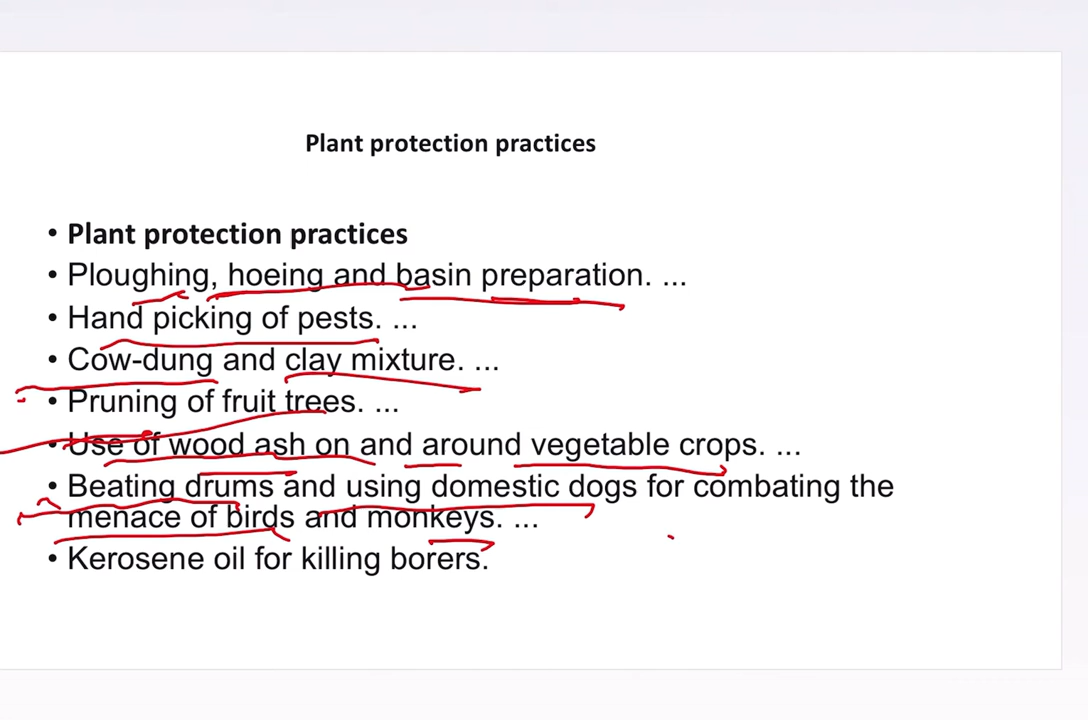 Plant protection practices
• Plant protection practices
• Ploughing, hoeing and basin preparation. ...
• Hand picking of pests. ...
• Cow-dung and clay mixture. ...
• Pruning of fruit trees. ...
• Use of wood ash on and around vegetable crops. ...
• Beating drums and using domestic dogs for combating the
menace of birds and monkeys. ...
• Kerosene oil for killing borers.